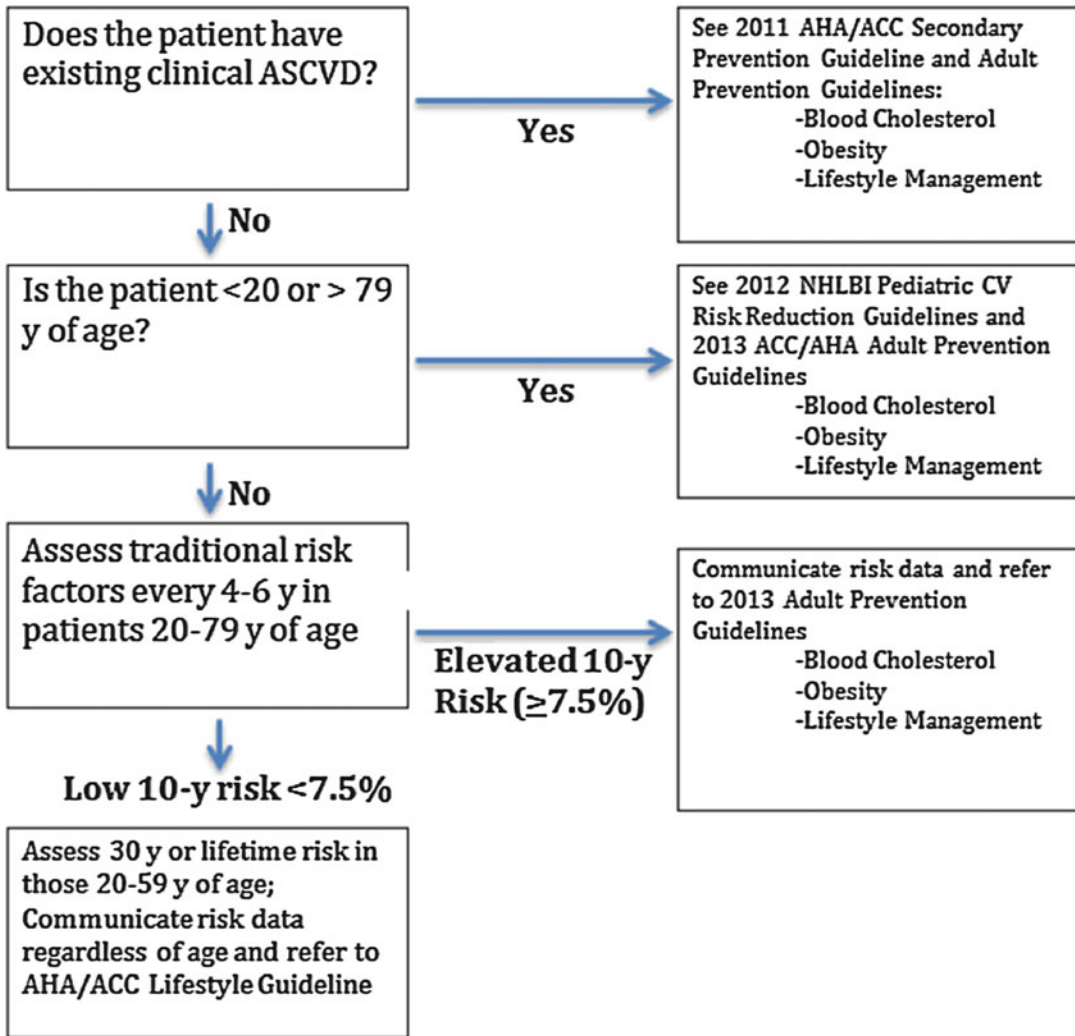 Does the patient have
existing clinical ASCVD?
Yes
See 2011 AHA/ACC Secondary
Prevention Guideline and Adult
Prevention Guidelines:
-Blood Cholesterol
-Obesity
-Lifestyle Management
No
Is the patient <20 or > 79
y of age?
Yes
See 2012 NHLBI Pediatric CV
Risk Reduction Guidelines and
2013 ACC/AHA Adult Prevention
Guidelines
-Blood Cholesterol
-Obesity
-Lifestyle Management
No
Assess traditional risk
factors every 4-6 y in
patients 20-79 y of age
Elevated 10-y
Risk (≥7.5%)
Communicate risk data and refer
to 2013 Adult Prevention
Guidelines
-Blood Cholesterol
-Obesity
-Lifestyle Management
Low 10-y risk <7.5%
Assess 30 y or lifetime risk in
those 20-59 y of age;
Communicate risk data
regardless of age and refer to
AHA/ACC Lifestyle Guideline